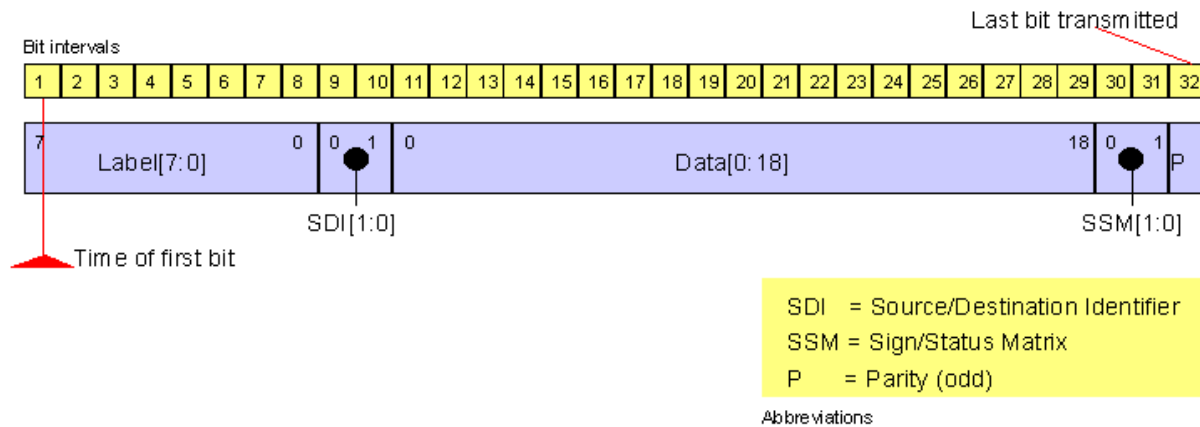 Last bit transmitted
Bit intervals
1 2 3 4 5 6 7 8 9 10 11 12 13 14 15 16 17 18 19 20 21 22 23 24 25 26 27 28 29 30 31 32
7 0 0 1 0 18 0 1
Label[7:0] Data[0:18] P
SDI[1:0] SSM[1:0]
Time of first bit
SDI = Source/Destination Identifier
SSM = Sign/Status Matrix
P = Parity (odd)
Abbreviations